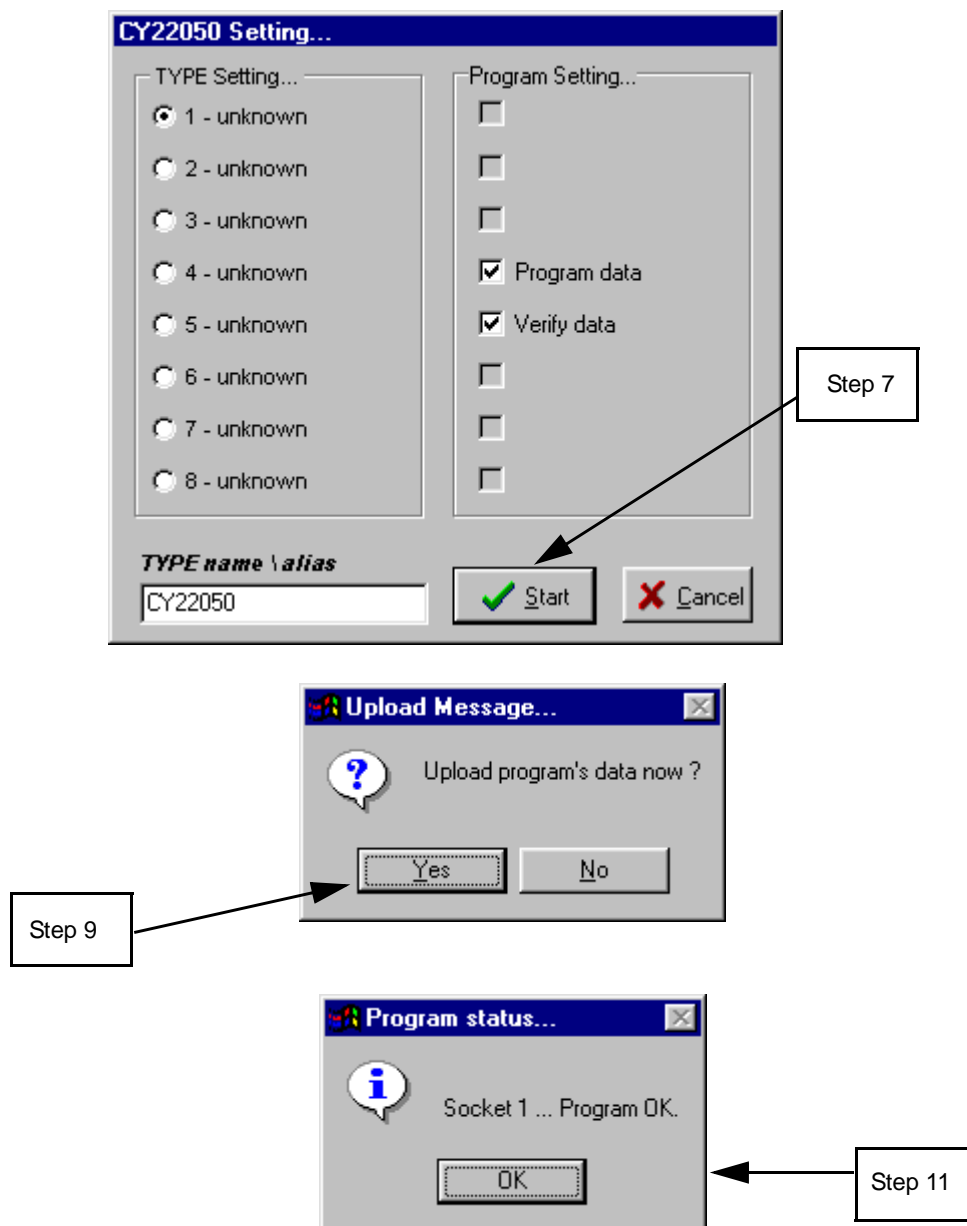 CY22050 Setting...
TYPE Setting...
1 - unknown
2 - unknown
3 - unknown
4 - unknown
5 - unknown
6 - unknown
7 - unknown
8 - unknown
Program Setting...
Program data
Verify data
Step 7
TYPE name \ alias
CY22050
Start
Cancel
Upload Message...
Upload program's data now ?
Yes
No
Step 9
Program status...
Socket 1 ... Program OK.
OK
Step 11